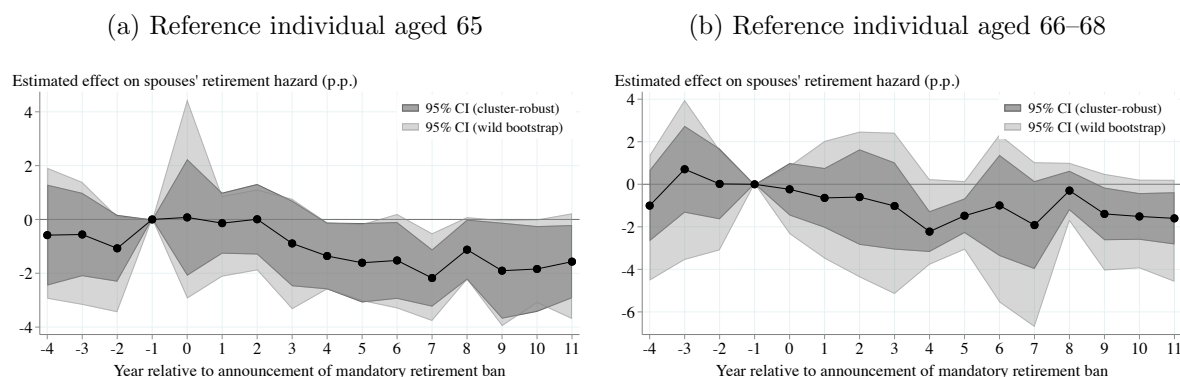 (a) Reference individual aged 65
Estimated effect on spouses' retirement hazard (p.p.)
95% CI (cluster-robust)
95% CI (wild bootstrap)
4
2
0
-2
-4
-4 -3 -2 -1 0 1 2 3 4 5 6 7 8 9 10 11
Year relative to announcement of mandatory retirement ban
(b) Reference individual aged 66–68
Estimated effect on spouses' retirement hazard (p.p.)
95% CI (cluster-robust)
95% CI (wild bootstrap)
4
2
0
-2
-4
-6
-4 -3 -2 -1 0 1 2 3 4 5 6 7 8 9 10 11
Year relative to announcement of mandatory retirement ban